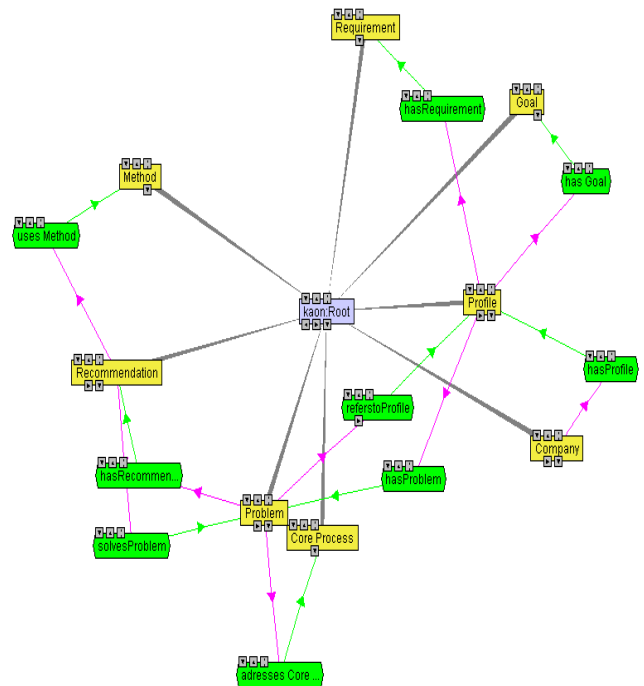 Requirement
hasRequirement
Goal
has Goal
Method
uses Method
kaon:Root
Profile
Recommendation
hasProfile
referstoProfile
Company
hasRecommen...
hasProblem
Problem
Core Process
solvesProblem
adresses Core ...